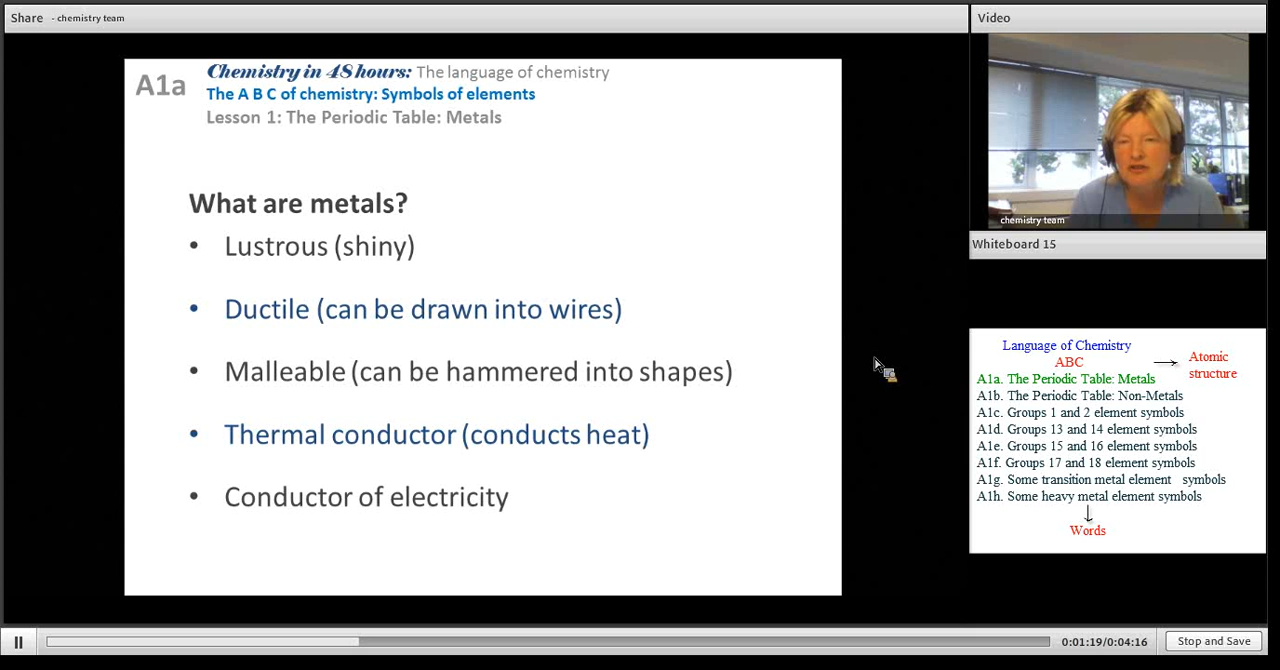 Share - chemistry team
Video
A1a
Chemistry in 48 hours: The language of chemistry
The A B C of chemistry: Symbols of elements
Lesson 1: The Periodic Table: Metals
What are metals?
• Lustrous (shiny)
• Ductile (can be drawn into wires)
• Malleable (can be hammered into shapes)
• Thermal conductor (conducts heat)
• Conductor of electricity
chemistry team
Whiteboard 15
Language of Chemistry
ABC → Atomic
structure
A1a. The Periodic Table: Metals
A1b. The Periodic Table: Non-Metals
A1c. Groups 1 and 2 element symbols
A1d. Groups 13 and 14 element symbols
A1e. Groups 15 and 16 element symbols
A1f. Groups 17 and 18 element symbols
A1g. Some transition metal element symbols
A1h. Some heavy metal element symbols
↓
Words
0:01:19/0:04:16
Stop and Save